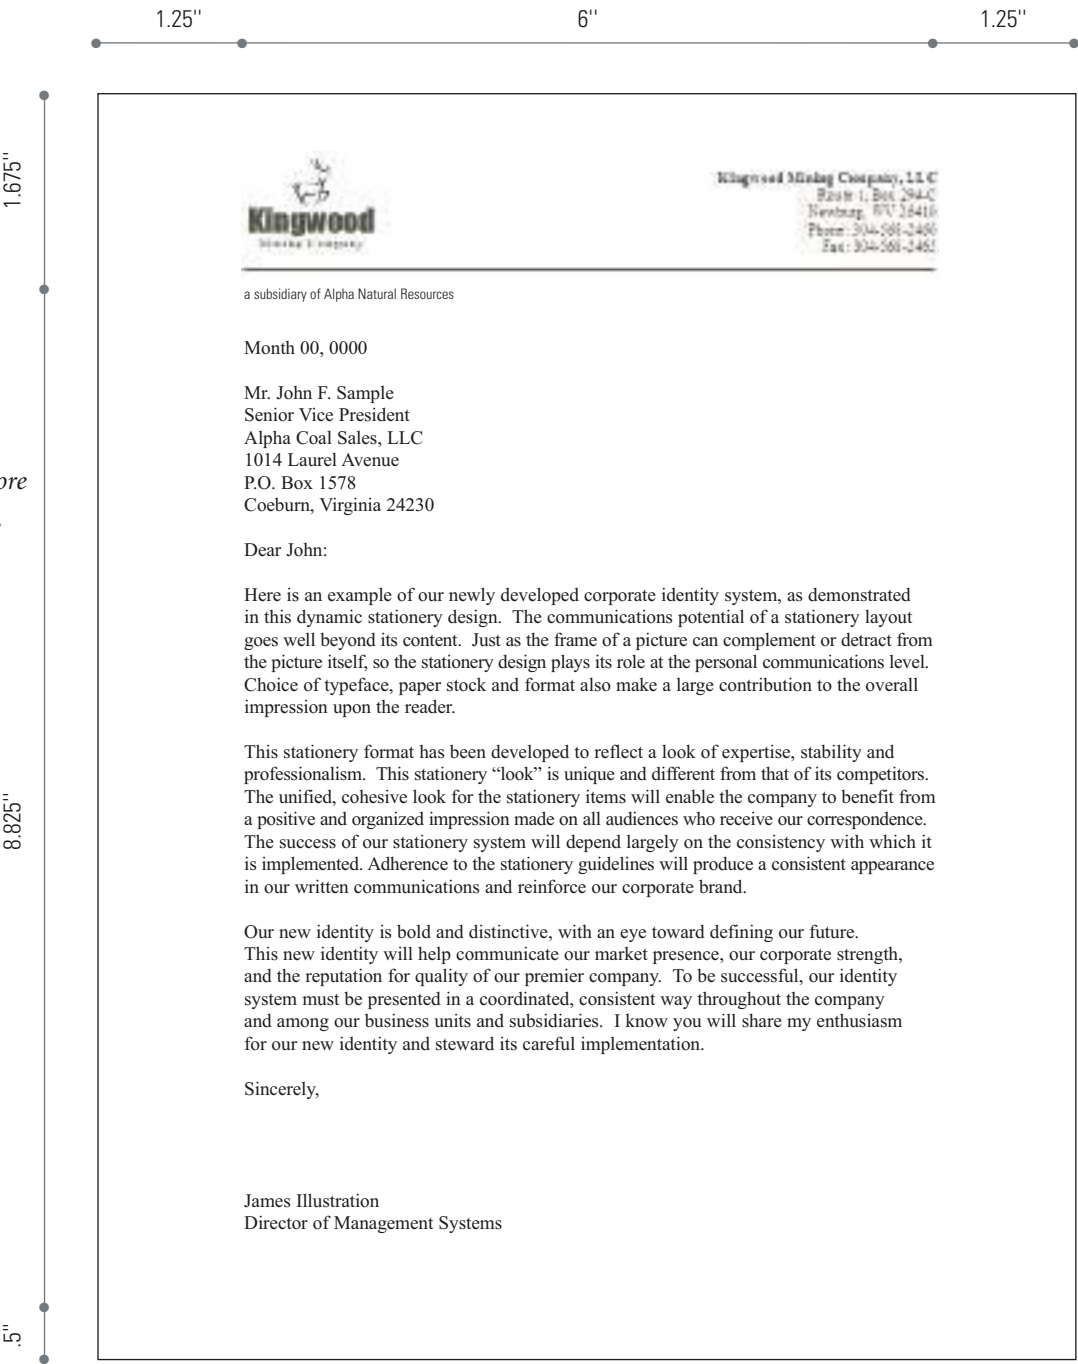 1.25" 6" 1.25"
1.675"
Kingwood
Mining Company
Kingwood Mining Company, LLC
Route 1, Box 294-C
Newburg, WV 26410
Phone: 304-568-2460
Fax: 304-568-2465
a subsidiary of Alpha Natural Resources
Month 00, 0000
Mr. John F. Sample
Senior Vice President
Alpha Coal Sales, LLC
1014 Laurel Avenue
P.O. Box 1578
Coeburn, Virginia 24230
ore
Dear John:
Here is an example of our newly developed corporate identity system, as demonstrated
in this dynamic stationery design.  The communications potential of a stationery layout
goes well beyond its content.  Just as the frame of a picture can complement or detract from
the picture itself, so the stationery design plays its role at the personal communications level.
Choice of typeface, paper stock and format also make a large contribution to the overall
impression upon the reader.
This stationery format has been developed to reflect a look of expertise, stability and
professionalism.  This stationery “look” is unique and different from that of its competitors.
The unified, cohesive look for the stationery items will enable the company to benefit from
a positive and organized impression made on all audiences who receive our correspondence.
The success of our stationery system will depend largely on the consistency with which it
is implemented. Adherence to the stationery guidelines will produce a consistent appearance
in our written communications and reinforce our corporate brand.
8.825"
Our new identity is bold and distinctive, with an eye toward defining our future.
This new identity will help communicate our market presence, our corporate strength,
and the reputation for quality of our premier company.  To be successful, our identity
system must be presented in a coordinated, consistent way throughout the company
and among our business units and subsidiaries.  I know you will share my enthusiasm
for our new identity and steward its careful implementation.
Sincerely,
James Illustration
Director of Management Systems
.5"